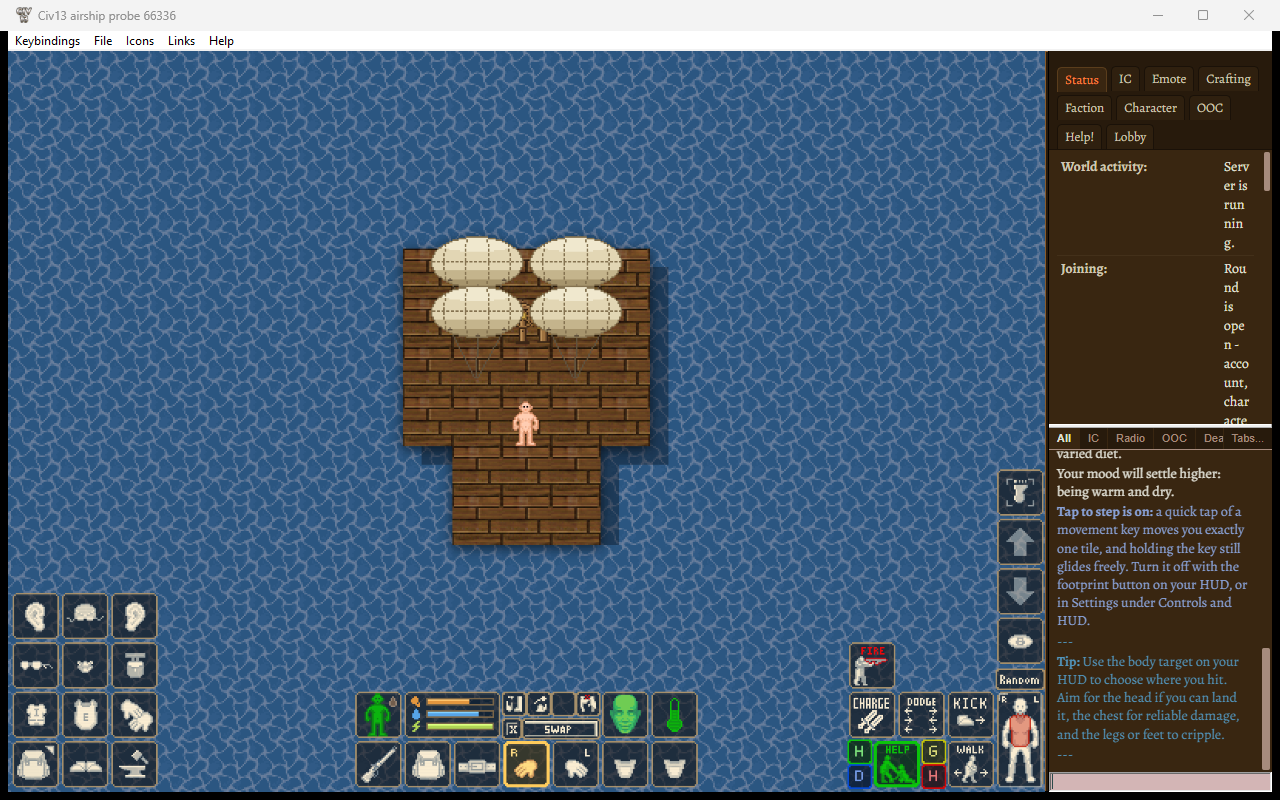 Civ13 airship probe 66336
Keybindings File Icons Links Help
Status IC Emote Crafting
Faction Character OOC
Help! Lobby
World activity: Serv
er is
run
nin
g.
Joining: Rou
nd
is
ope
n -
acco
unt,
char
acte
All IC Radio OOC Dea Tabs...
varied diet.
Your mood will settle higher:
being warm and dry.
Tap to step is on: a quick tap of a
movement key moves you exactly
one tile, and holding the key still
glides freely. Turn it off with the
footprint button on your HUD, or
in Settings under Controls and
HUD.
---
Tip: Use the body target on your
HUD to choose where you hit.
Aim for the head if you can land
it, the chest for reliable damage,
and the legs or feet to cripple.
---
FIRE
Random
CHARGE DODGE KICK
R L
X SWAP
E
H HELP G WALK
D H
R L